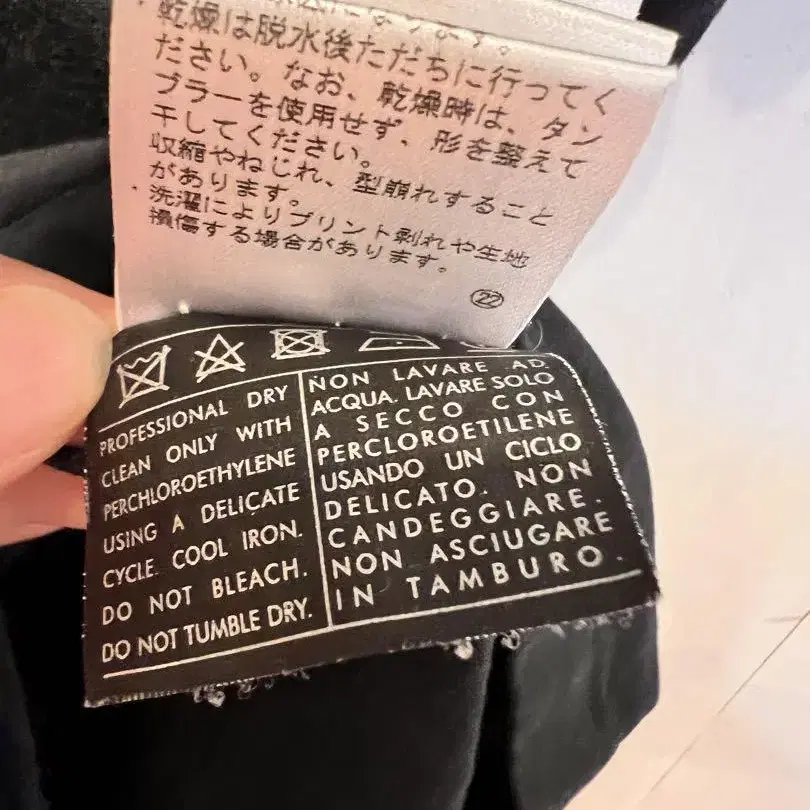 乾燥は脱水後ただちに行ってく
ださい。なお、乾燥時は、タン
ブラーを使用せず、形を整えて
干してください。
収縮やねじれ、型崩れすること
があります。
・洗濯によりプリント剥れや生地
損傷する場合があります。
22
PROFESSIONAL DRY
CLEAN ONLY WITH
PERCHLOROETHYLENE
USING A DELICATE
CYCLE. COOL IRON.
DO NOT BLEACH.
DO NOT TUMBLE DRY.
NON LAVARE AD
ACQUA. LAVARE SOLO
A SECCO CON
PERCLOROETILENE
USANDO UN CICLO
DELICATO. NON
CANDEGGIARE.
NON ASCIUGARE
IN TAMBURO.